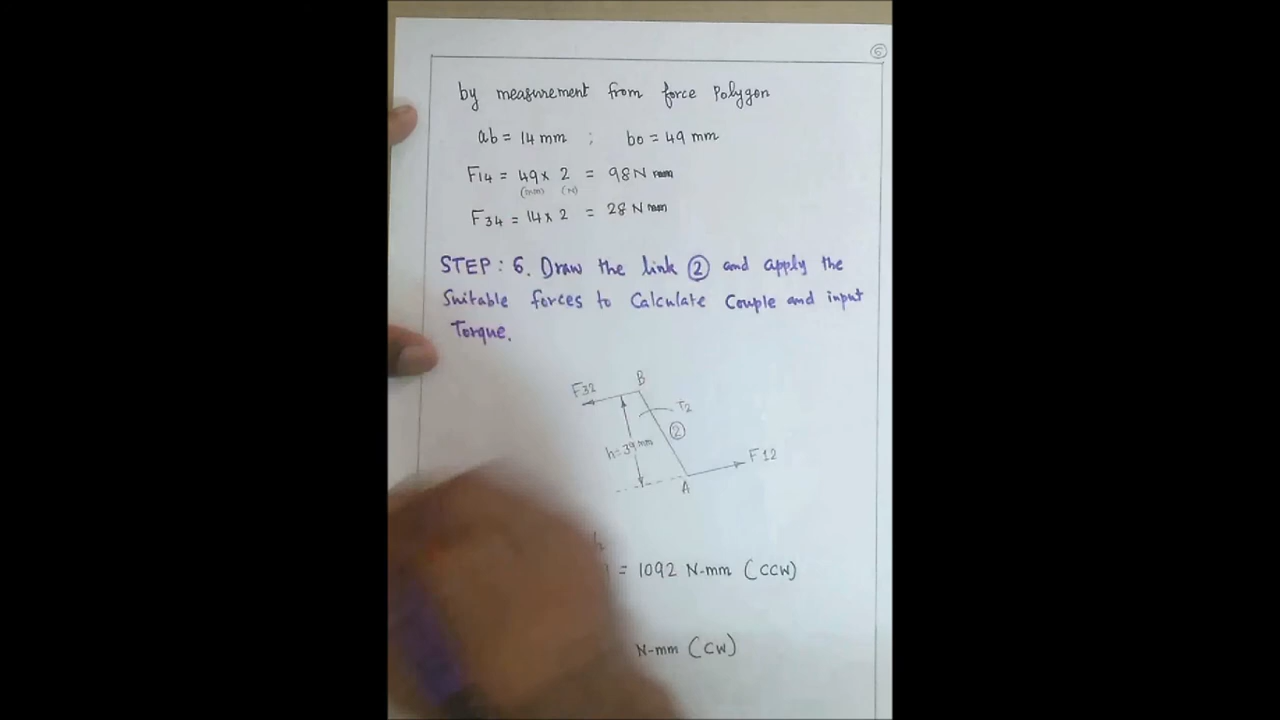 5
by measurement from force Polygon
ab = 14 mm ; bo = 49 mm
F14 = 49 x 2 = 98 N
(mm) (N)
F34 = 14 x 2 = 28 N
STEP: 6. Draw the link ② and apply the
Suitable forces to Calculate Couple and input
Torque.
B
F32
T2
②
h = 39 mm
F12
A
h
= 1092 N-mm (CCW)
N-mm (CW)